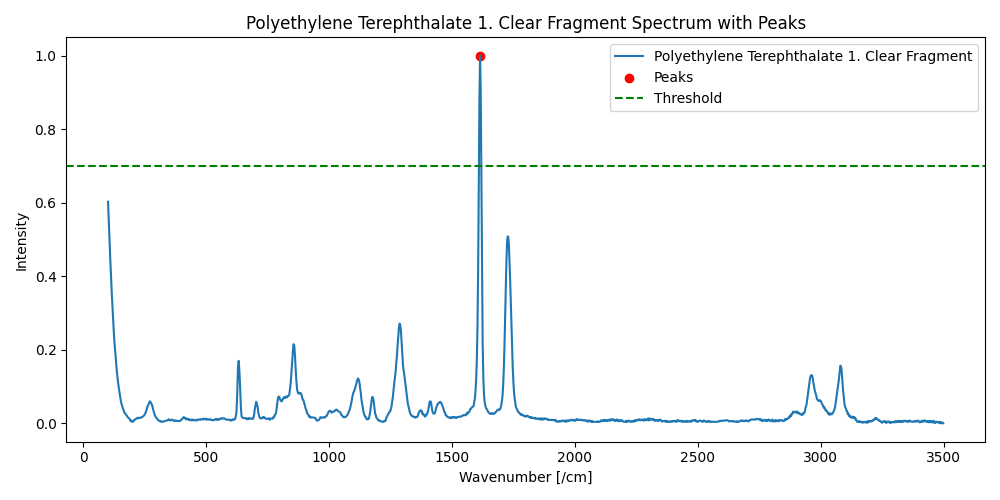 Polyethylene Terephthalate 1. Clear Fragment Spectrum with Peaks
Polyethylene Terephthalate 1. Clear Fragment
Peaks
Threshold
1.0
0.8
0.6
0.4
0.2
0.0
Intensity
0 500 1000 1500 2000 2500 3000 3500
Wavenumber [/cm]